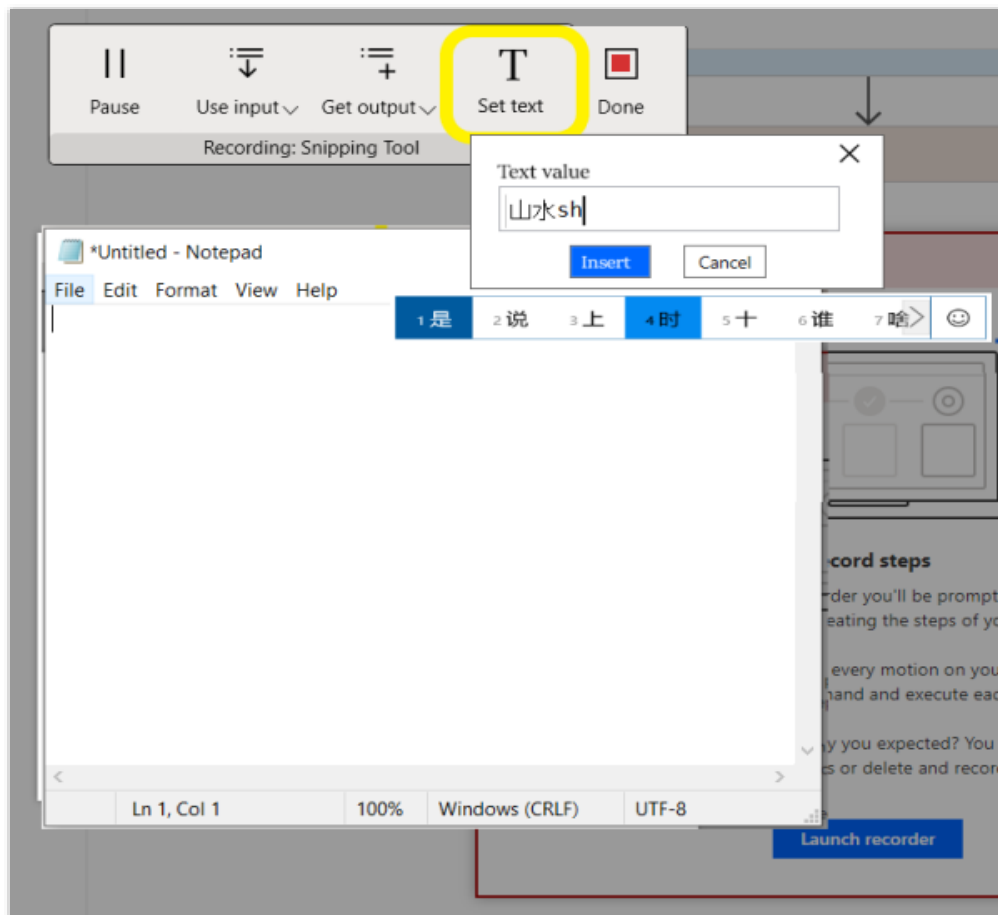 Pause Use input Get output Set text Done
Recording: Snipping Tool
Text value
山水sh
Insert Cancel
*Untitled - Notepad
File Edit Format View Help
1 是 2 说 3 上 4 时 5 十 6 谁 7 啥
cord steps
der you'll be prompt
eating the steps of yo
every motion on you
hand and execute eac
y you expected? You
s or delete and recor
Launch recorder
Ln 1, Col 1 100% Windows (CRLF) UTF-8